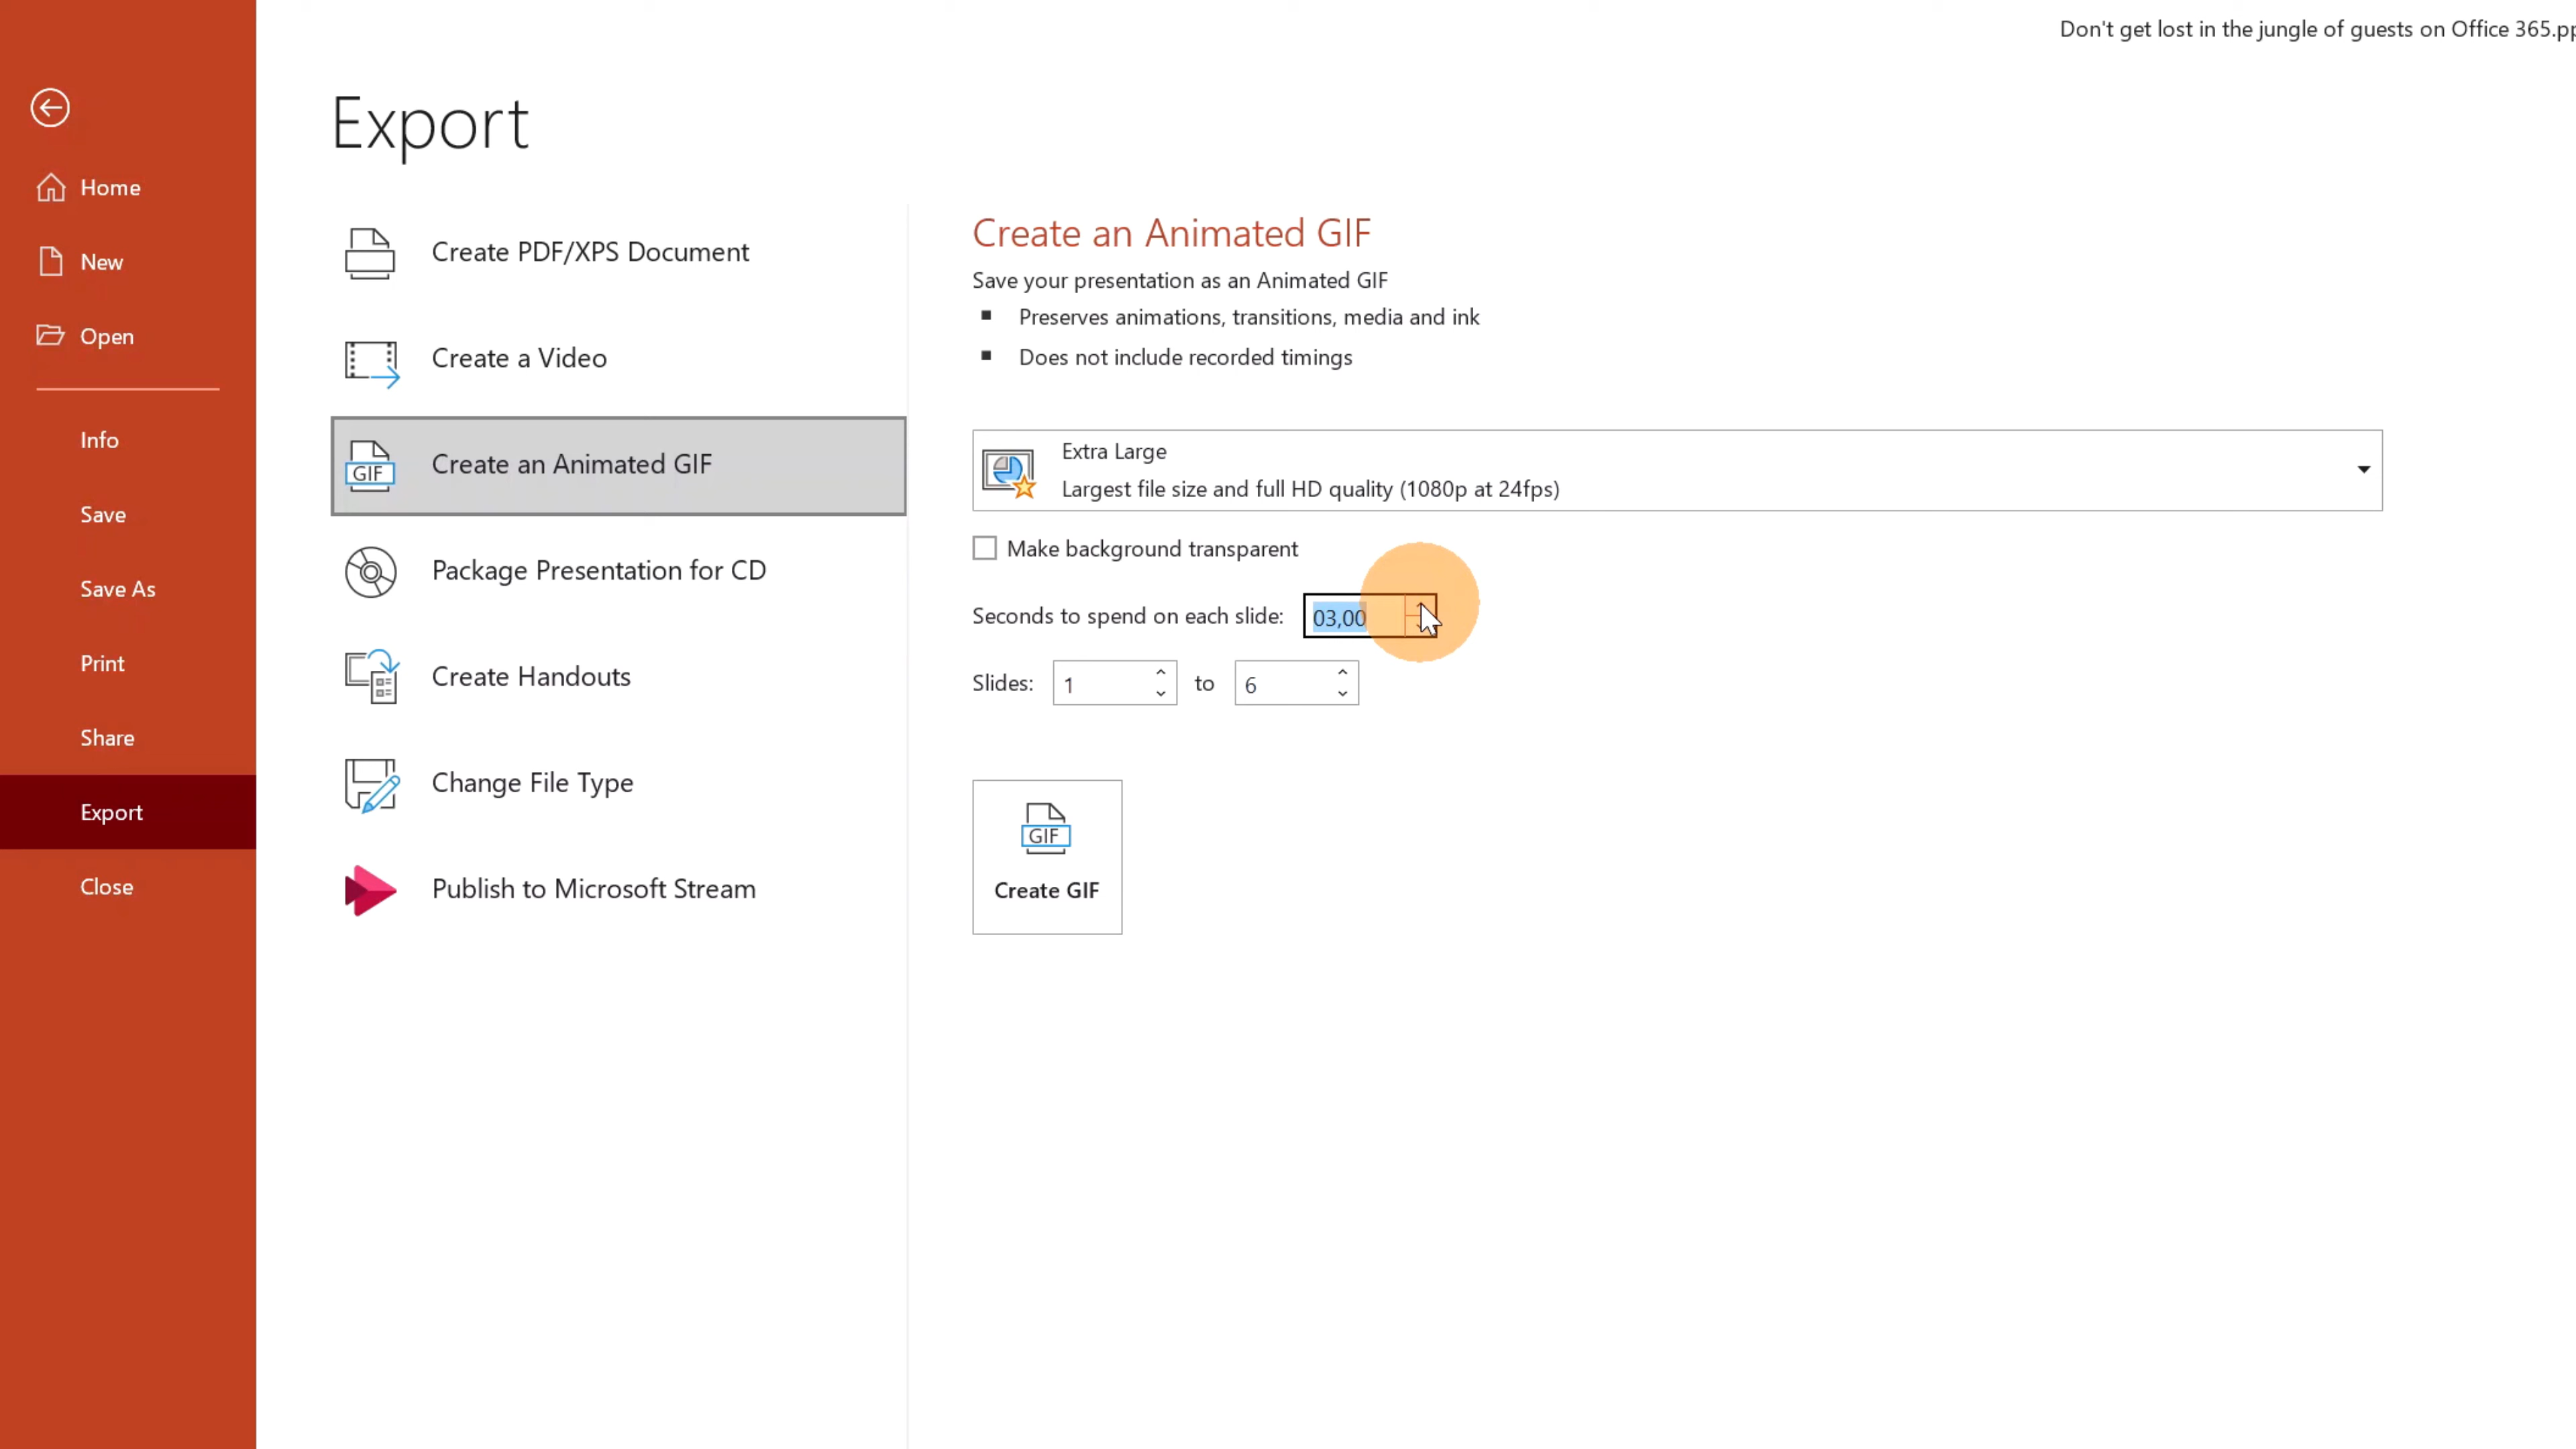 Don't get lost in the jungle of guests on Office 365.pp
Export
Home
New
Open
Info
Save
Save As
Print
Share
Export
Close
Create PDF/XPS Document
Create a Video
GIF Create an Animated GIF
Package Presentation for CD
Create Handouts
Change File Type
Publish to Microsoft Stream
Create an Animated GIF
Save your presentation as an Animated GIF
Preserves animations, transitions, media and ink
Does not include recorded timings
Extra Large
Largest file size and full HD quality (1080p at 24fps)
Make background transparent
Seconds to spend on each slide: 03,00
Slides: 1 to 6
GIF
Create GIF